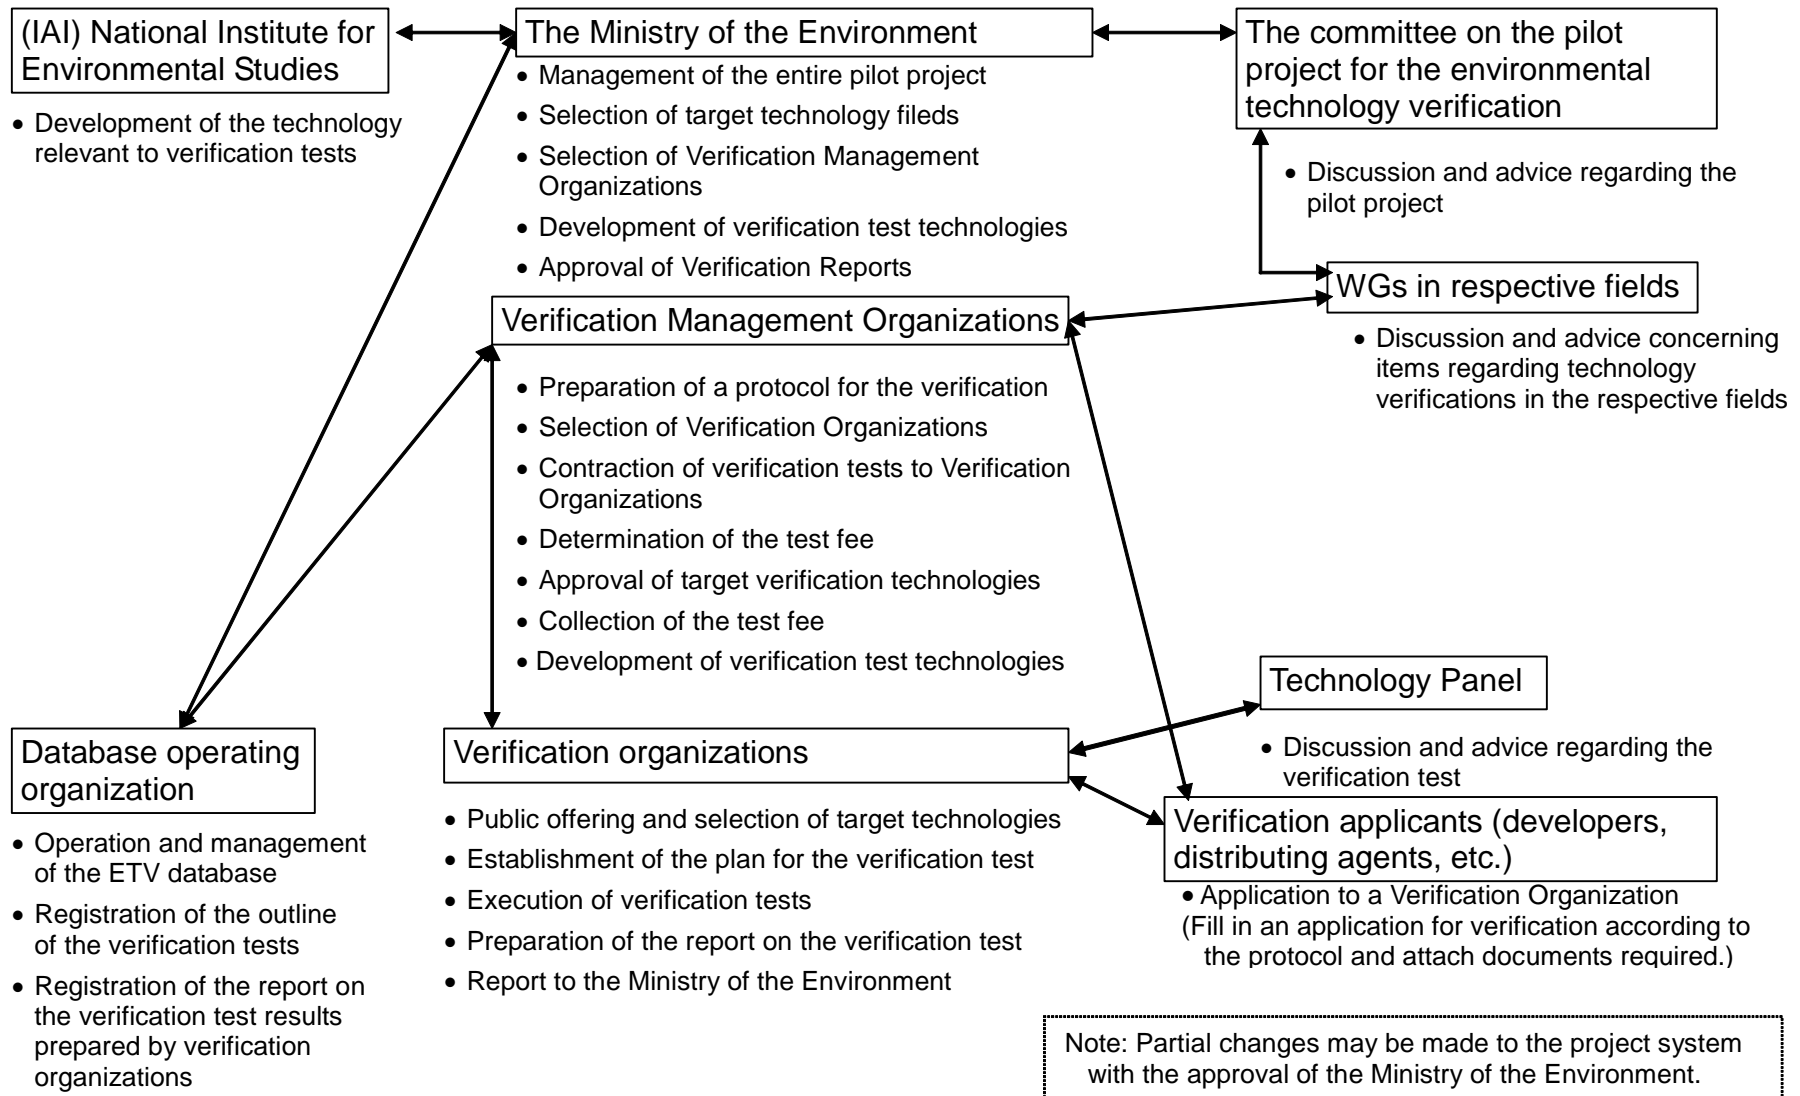 (IAI) National Institute for
Environmental Studies
• Development of the technology
relevant to verification tests
The Ministry of the Environment
• Management of the entire pilot project
• Selection of target technology fileds
• Selection of Verification Management
Organizations
• Development of verification test technologies
• Approval of Verification Reports
The committee on the pilot
project for the environmental
technology verification
• Discussion and advice regarding the
pilot project
WGs in respective fields
• Discussion and advice concerning
items regarding technology
verifications in the respective fields
Verification Management Organizations
• Preparation of a protocol for the verification
• Selection of Verification Organizations
• Contraction of verification tests to Verification
Organizations
• Determination of the test fee
• Approval of target verification technologies
• Collection of the test fee
• Development of verification test technologies
Technology Panel
• Discussion and advice regarding the
verification test
Database operating
organization
• Operation and management
of the ETV database
• Registration of the outline
of the verification tests
• Registration of the report on
the verification test results
prepared by verification
organizations
Verification organizations
• Public offering and selection of target technologies
• Establishment of the plan for the verification test
• Execution of verification tests
• Preparation of the report on the verification test
• Report to the Ministry of the Environment
Verification applicants (developers,
distributing agents, etc.)
• Application to a Verification Organization
(Fill in an application for verification according to
the protocol and attach documents required.)
Note: Partial changes may be made to the project system
with the approval of the Ministry of the Environment.